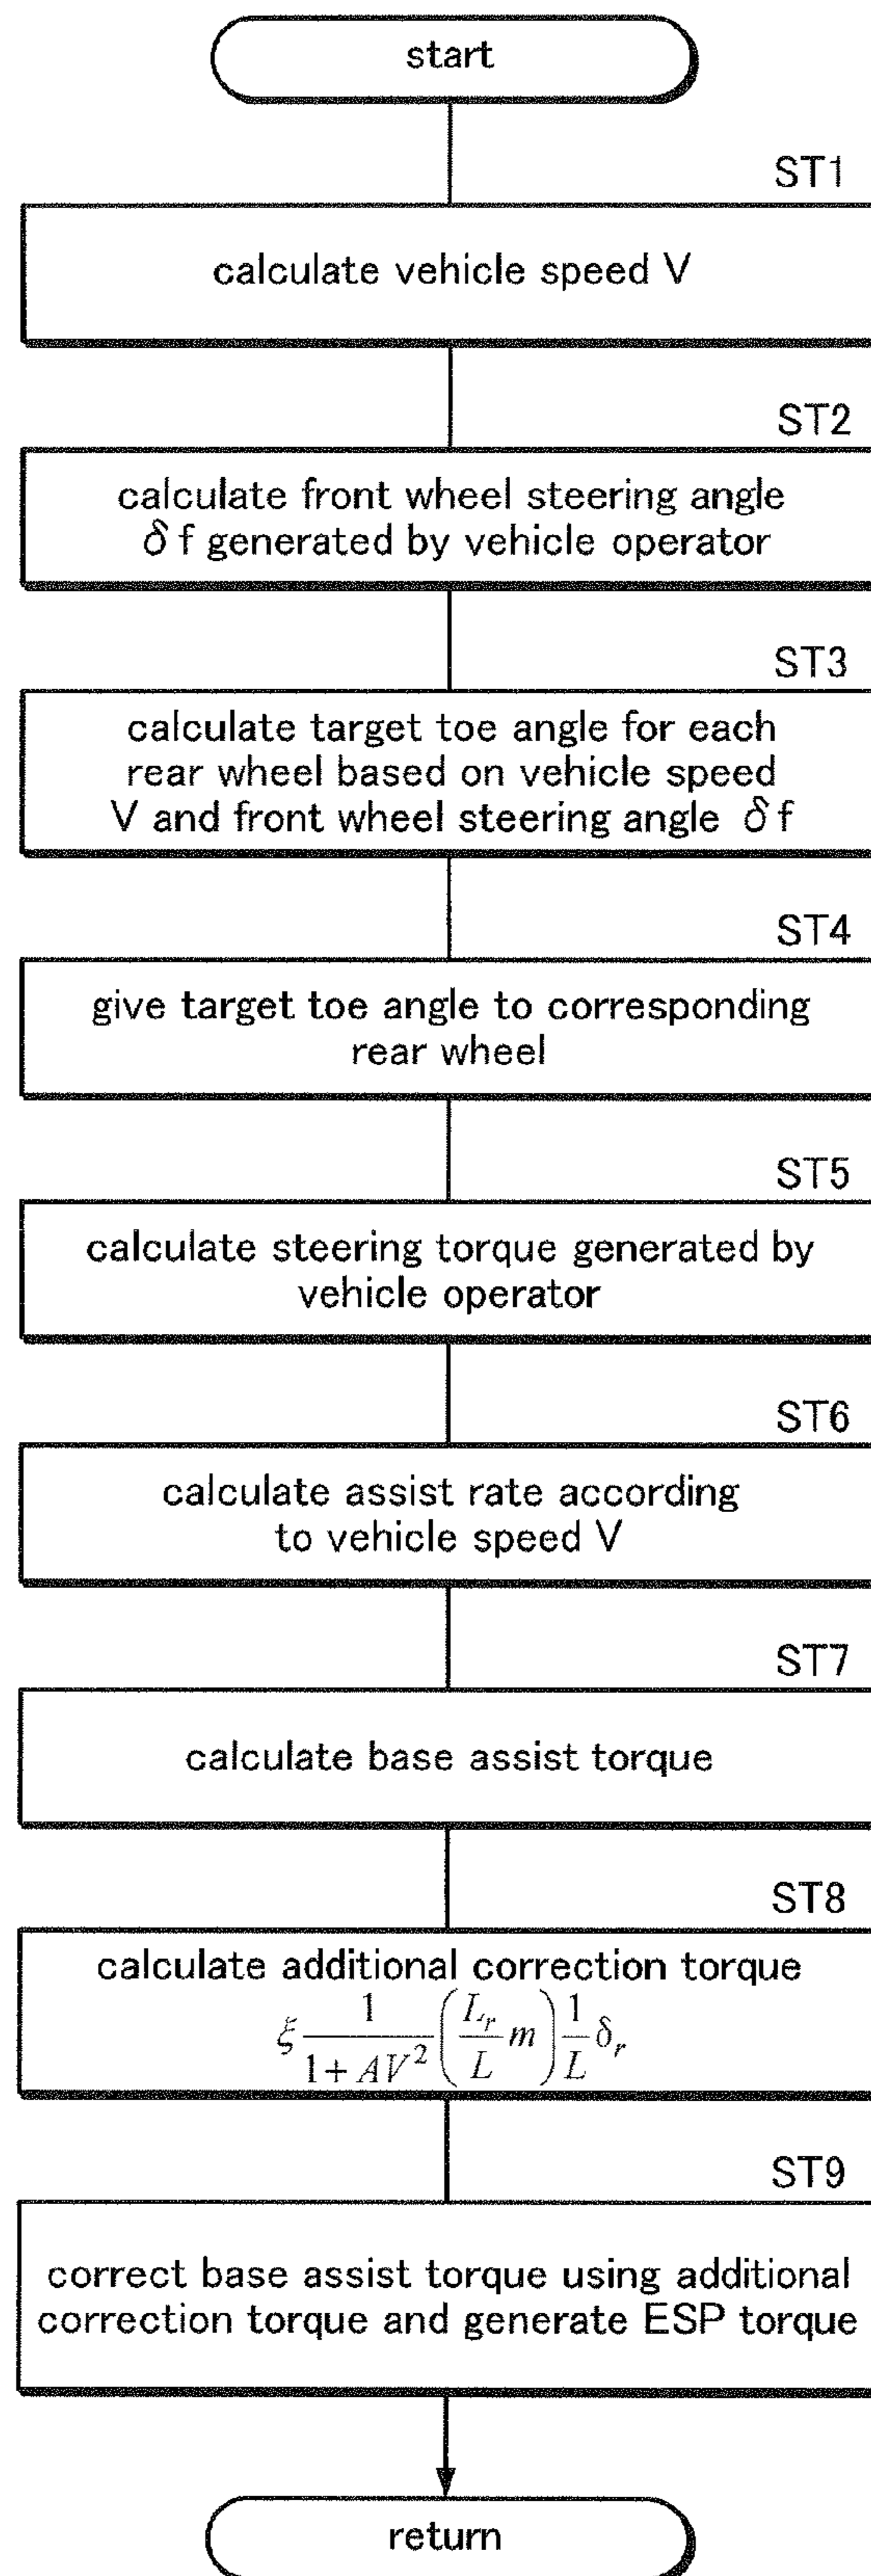 start
ST1
calculate vehicle speed V
ST2
calculate front wheel steering angle
δf generated by vehicle operator
ST3
calculate target toe angle for each
rear wheel based on vehicle speed
V and front wheel steering angle δf
ST4
give target toe angle to corresponding
rear wheel
ST5
calculate steering torque generated by
vehicle operator
ST6
calculate assist rate according
to vehicle speed V
ST7
calculate base assist torque
ST8
calculate additional correction torque
ξ 1/(1+AV²) (L_r/L m) 1/L δ_r
ST9
correct base assist torque using additional
correction torque and generate ESP torque
return